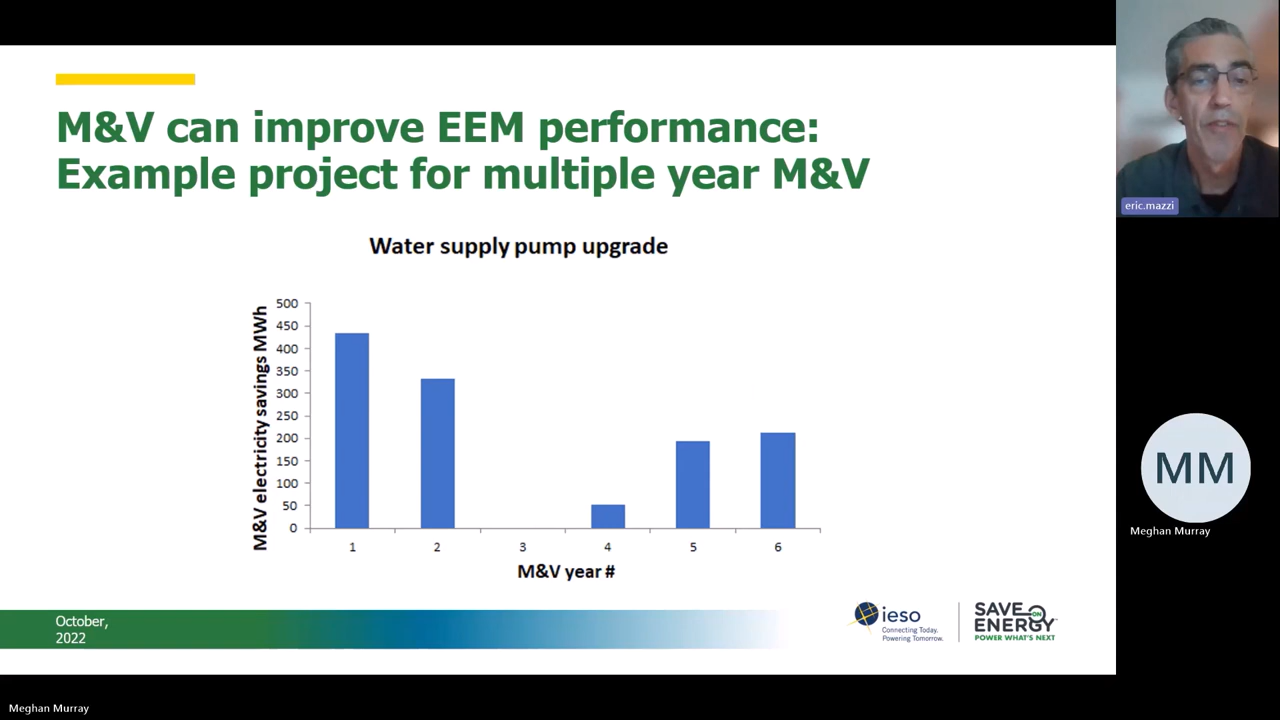 M&V can improve EEM performance:
Example project for multiple year M&V
Water supply pump upgrade
M&V electricity savings MWh
500
450
400
350
300
250
200
150
100
50
0
1 2 3 4 5 6
M&V year #
October,
2022
ieso
Connecting Today.
Powering Tomorrow.
SAVE ON
ENERGY
POWER WHAT'S NEXT
eric.mazzi
MM
Meghan Murray
Meghan Murray